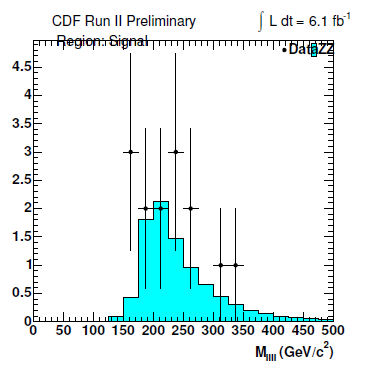 CDF Run II Preliminary ∫ L dt = 6.1 fb⁻¹
Region: Signal
Data ZZ
4.5
4
3.5
3
2.5
2
1.5
1
0.5
0
0 50 100 150 200 250 300 350 400 450 500
M_llll (GeV/c²)